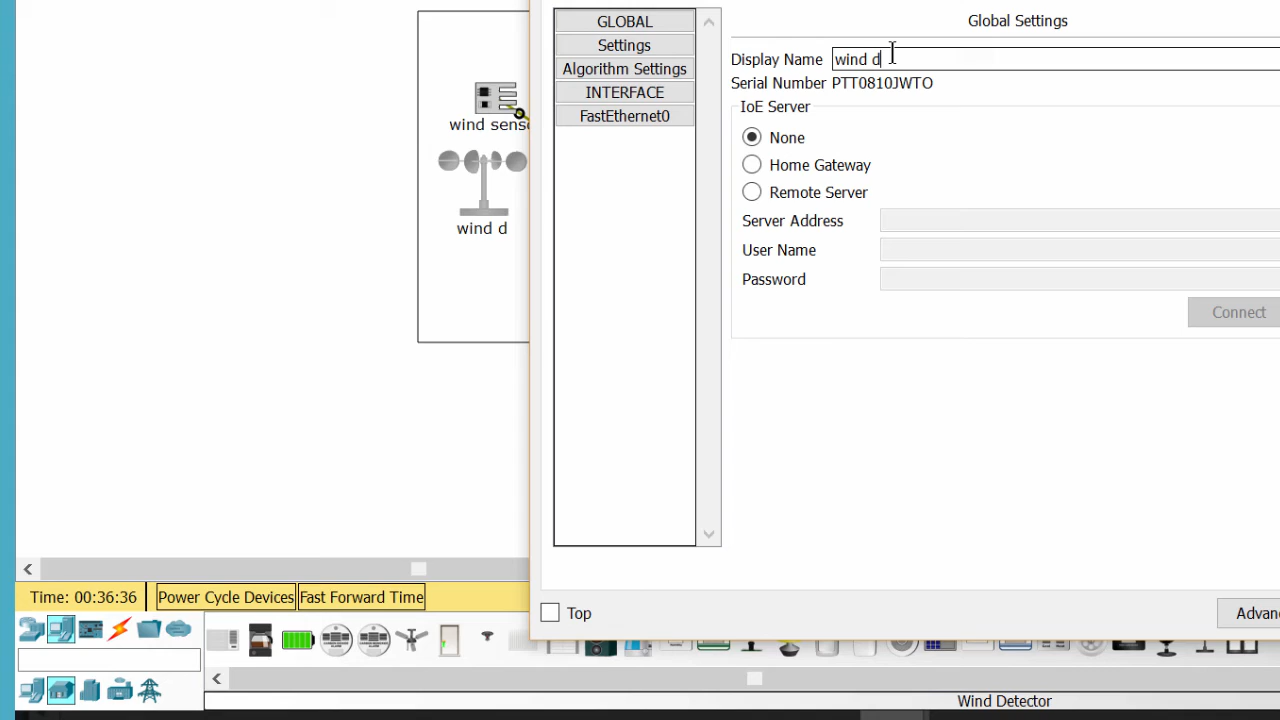 GLOBAL
Settings
Algorithm Settings
INTERFACE
FastEthernet0
Global Settings
Display Name wind d
Serial Number PTT0810JWTO
IoE Server
None
Home Gateway
Remote Server
Server Address
User Name
Password
Connect
wind senso
wind d
Top
Advanc
Time: 00:36:36
Power Cycle Devices
Fast Forward Time
Wind Detector